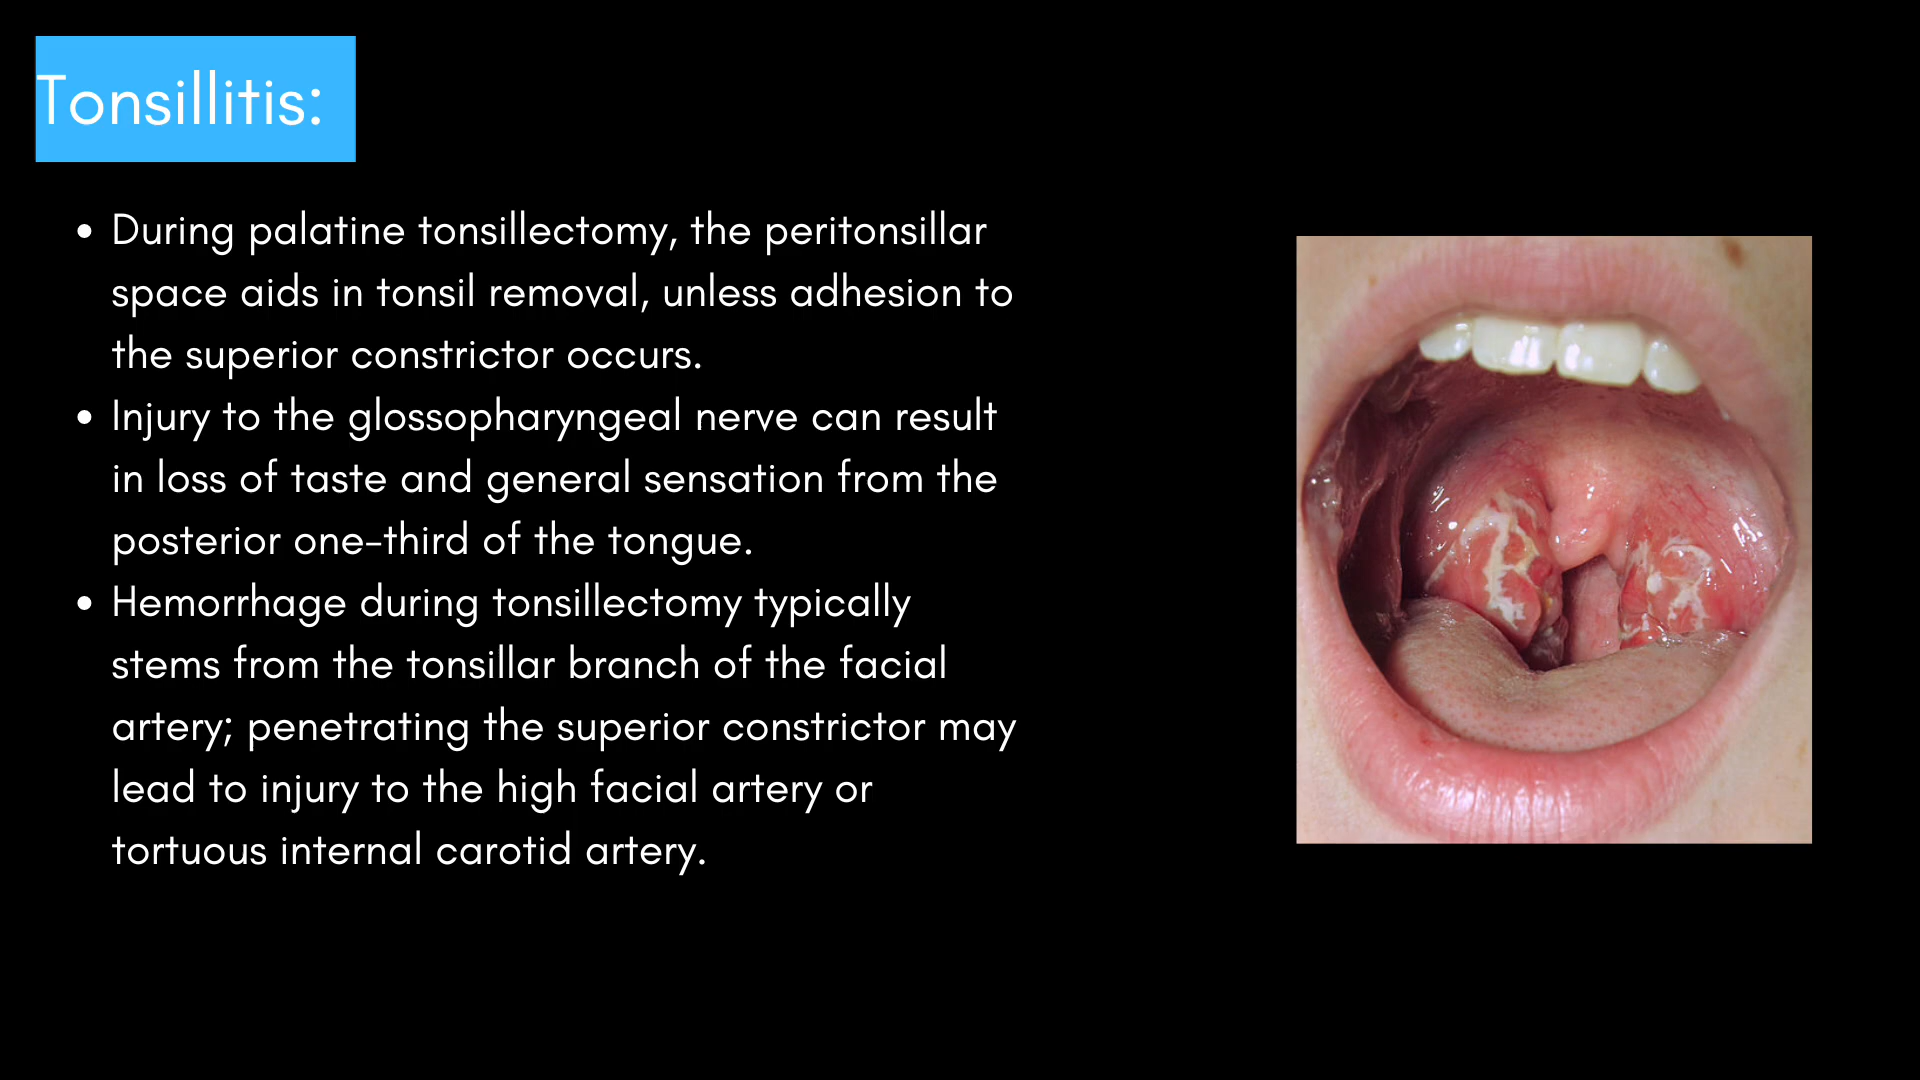 Tonsillitis:
• During palatine tonsillectomy, the peritonsillar
space aids in tonsil removal, unless adhesion to
the superior constrictor occurs.
• Injury to the glossopharyngeal nerve can result
in loss of taste and general sensation from the
posterior one-third of the tongue.
• Hemorrhage during tonsillectomy typically
stems from the tonsillar branch of the facial
artery; penetrating the superior constrictor may
lead to injury to the high facial artery or
tortuous internal carotid artery.